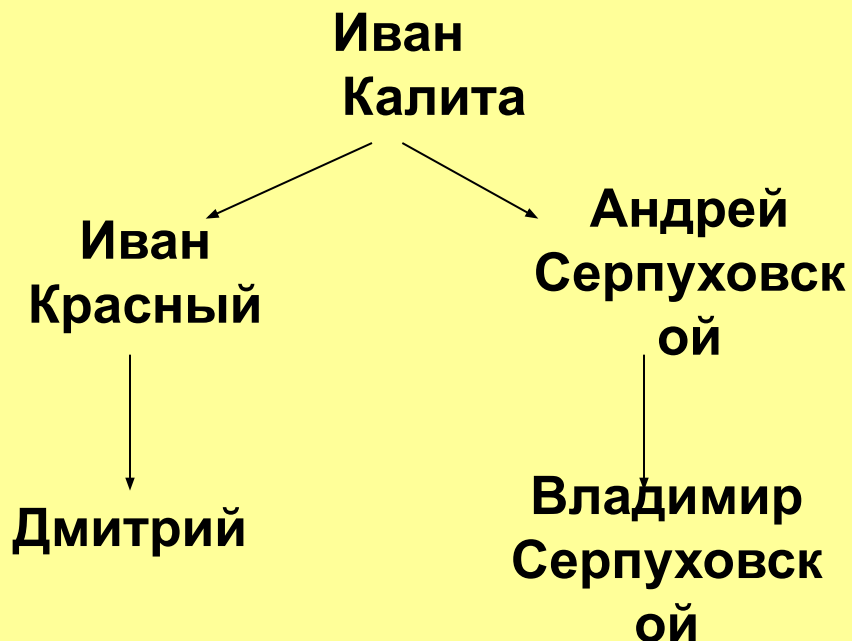 Иван
Калита
Иван
Красный
Андрей
Серпуховск
ой
Дмитрий
Владимир
Серпуховск
ой